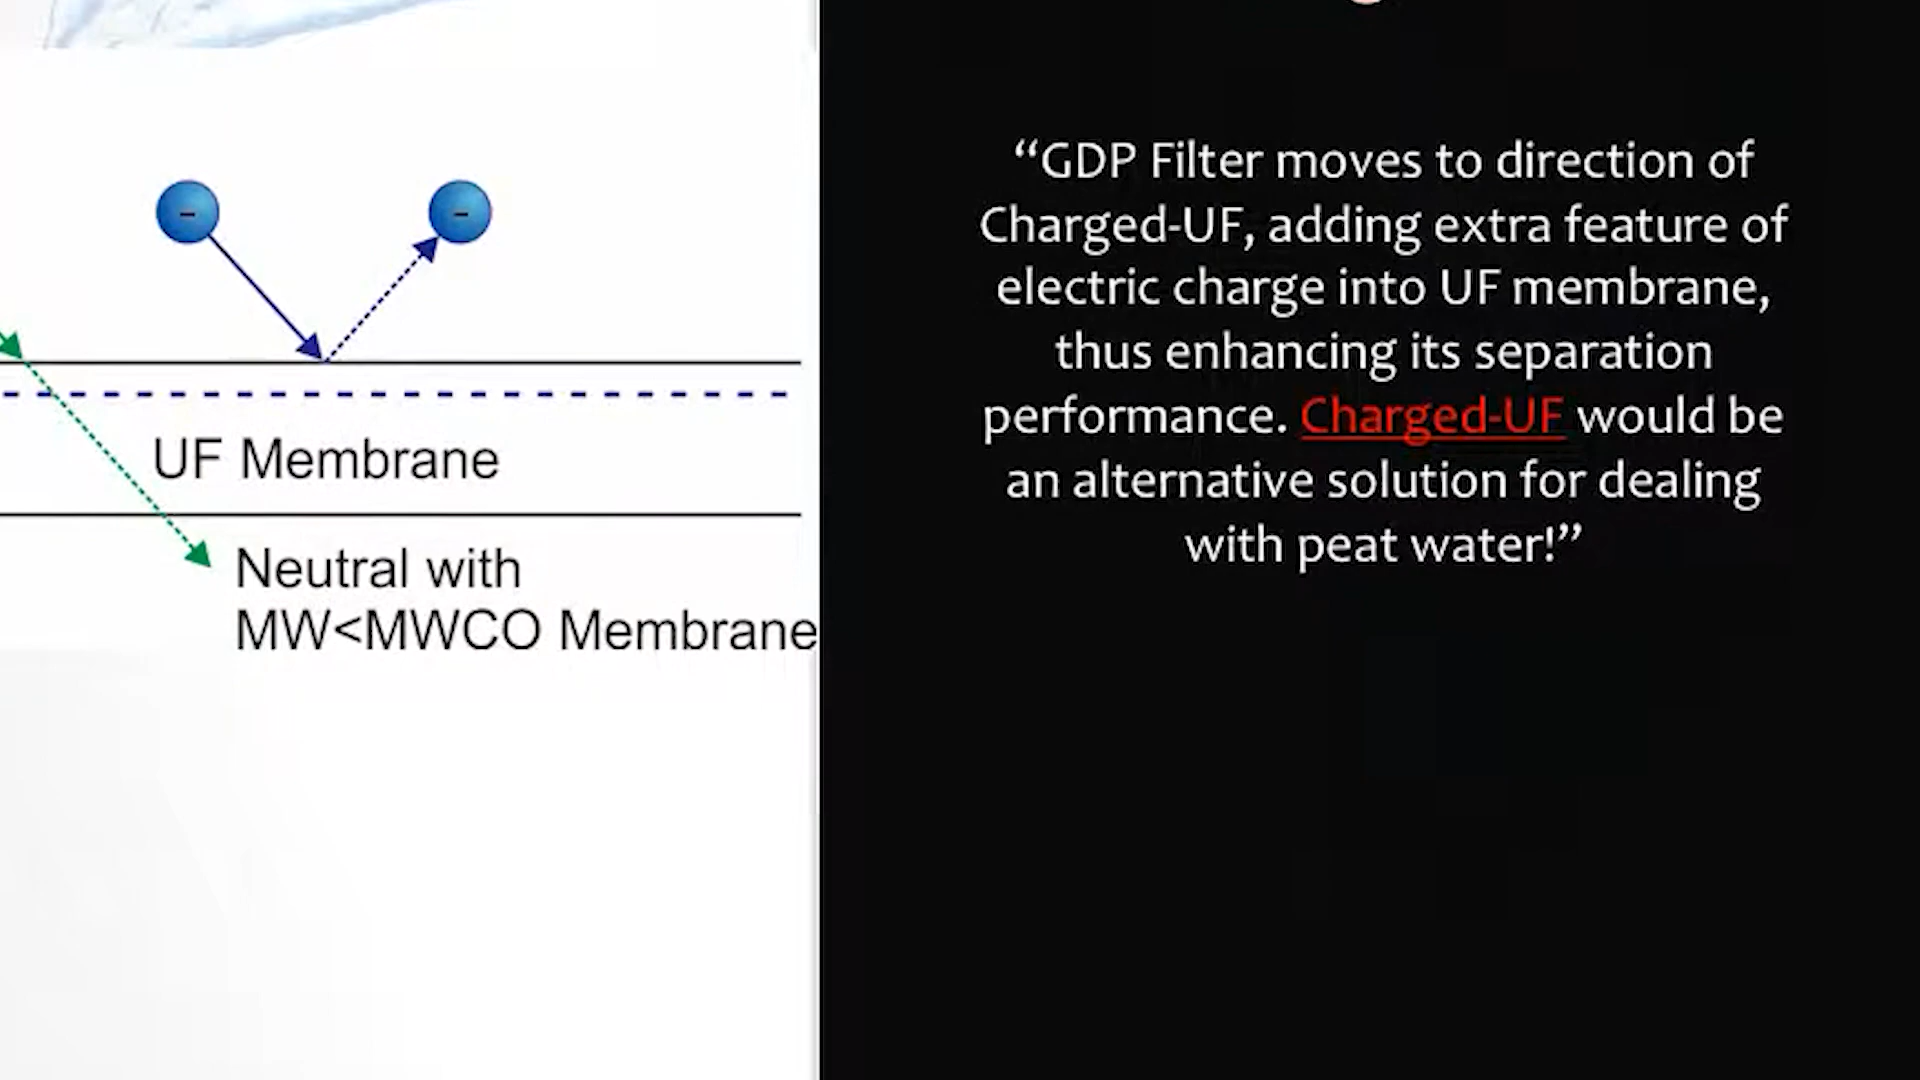 -
-
UF Membrane
Neutral with
MW<MWCO Membrane
“GDP Filter moves to direction of
Charged-UF, adding extra feature of
electric charge into UF membrane,
thus enhancing its separation
performance. Charged-UF would be
an alternative solution for dealing
with peat water!”